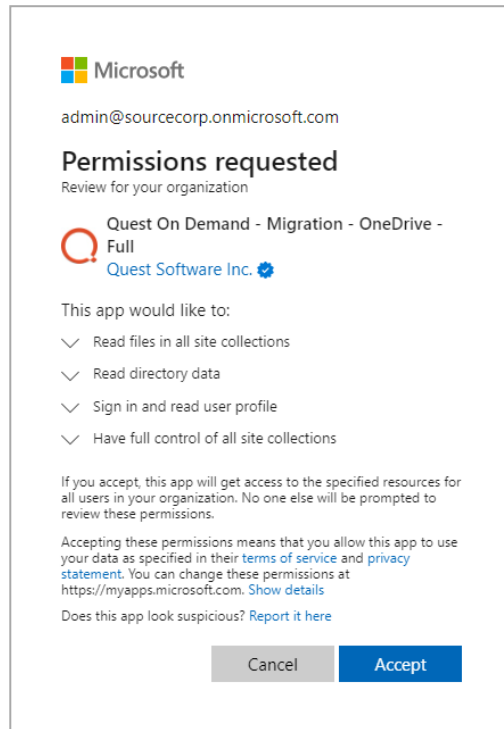 Microsoft
admin@sourcecorp.onmicrosoft.com
Permissions requested
Review for your organization
Quest On Demand - Migration - OneDrive -
Full
Quest Software Inc.
This app would like to:
Read files in all site collections
Read directory data
Sign in and read user profile
Have full control of all site collections
If you accept, this app will get access to the specified resources for
all users in your organization. No one else will be prompted to
review these permissions.
Accepting these permissions means that you allow this app to use
your data as specified in their terms of service and privacy
statement. You can change these permissions at
https://myapps.microsoft.com. Show details
Does this app look suspicious? Report it here
Cancel
Accept